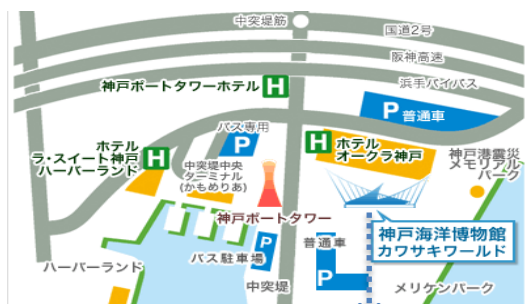 中突堤筋
国道2号
阪神高速
浜手バイパス
神戸ポートタワーホテル
H
P 普通車
バス専用
P
H
ホテル
オークラ神戸
ホテル
ラ・スイート神戸
ハーバーランド
H
中突堤中央
ターミナル
(かもめりあ)
神戸港震災
メモリアル
パーク
神戸ポートタワー
神戸海洋博物館
カワサキワールド
P
バス駐車場
普通車
P
ハーバーランド
中突堤
メリケンパーク